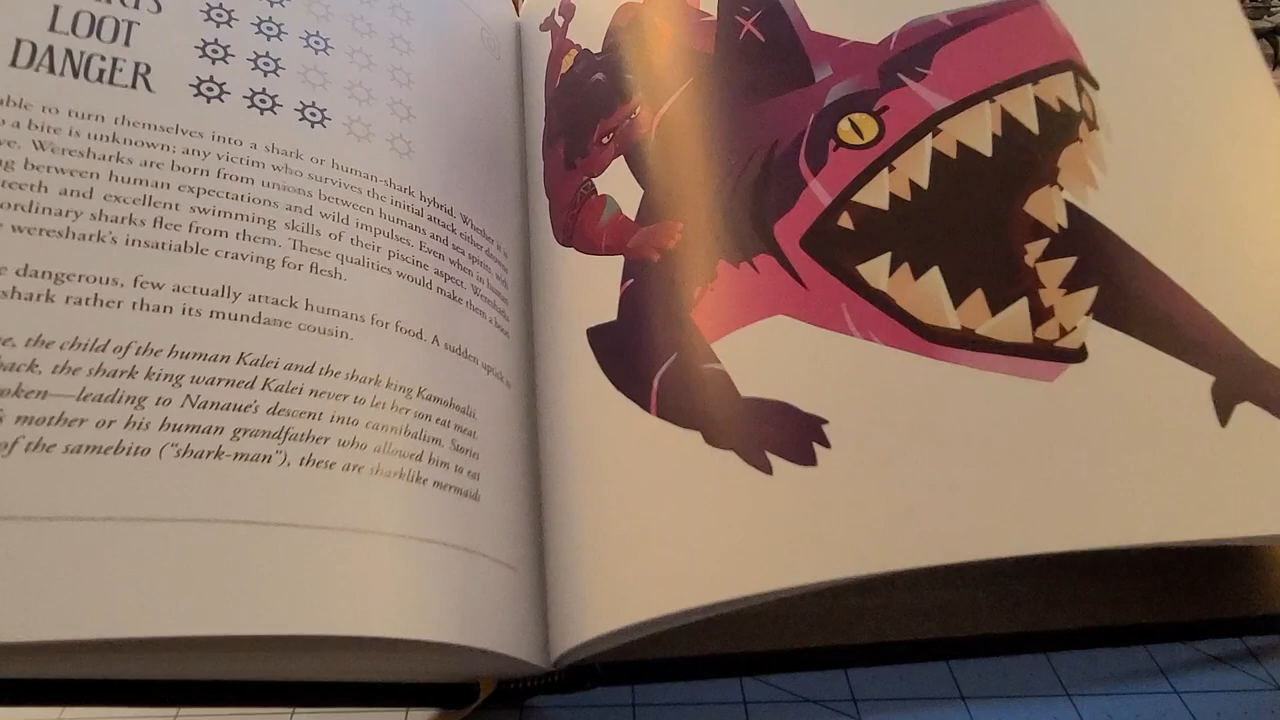 LOOT
DANGER
able to turn themselves into a shark or human-shark hybrid. Whether it is
a bite is unknown; any victim who survives the initial attack either drowns
ve. Weresharks are born from unions between humans and sea spirits, with
ng between human expectations and wild impulses. Even when in human
teeth and excellent swimming skills of their piscine aspect. Weresharks
ordinary sharks flee from them. These qualities would make them a boon
wereshark's insatiable craving for flesh.
e dangerous, few actually attack humans for food. A sudden uptick
shark rather than its mundane cousin.
e, the child of the human Kalei and the shark king Kamohoalii.
back, the shark king warned Kalei never to let her son eat meat.
oken—leading to Nanaue's descent into cannibalism. Stories
s mother or his human grandfather who allowed him to eat
of the samebito ("shark-man"), these are sharklike mermaids